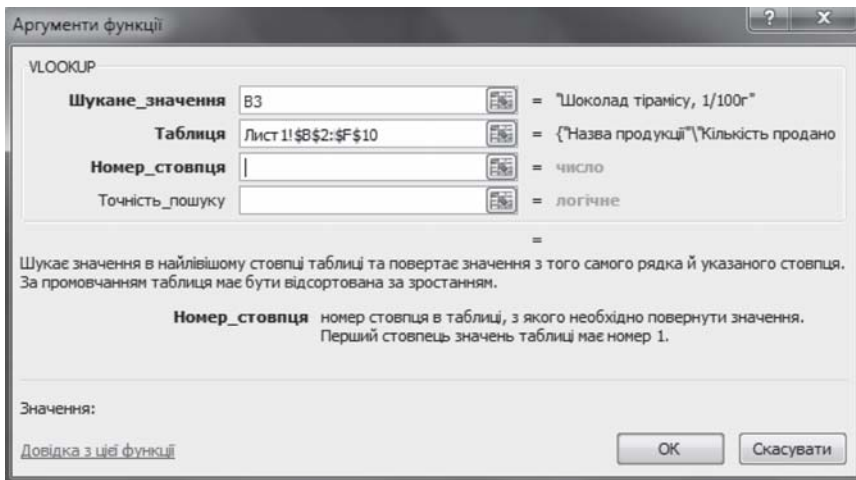 Аргументи функції
VLOOKUP
Шукане_значення B3 = "Шоколад тірамісу, 1/100г"
Таблиця Лист1!$B$2:$F$10 = {"Назва продукції"\"Кількість продано
Номер_стовпця = число
Точність_пошуку = логічне
=
Шукає значення в найлівішому стовпці таблиці та повертає значення з того самого рядка й указаного стовпця.
За промовчанням таблиця має бути відсортована за зростанням.
Номер_стовпця номер стовпця в таблиці, з якого необхідно повернути значення.
Перший стовпець значень таблиці має номер 1.
Значення:
Довідка з цієї функції
ОК
Скасувати